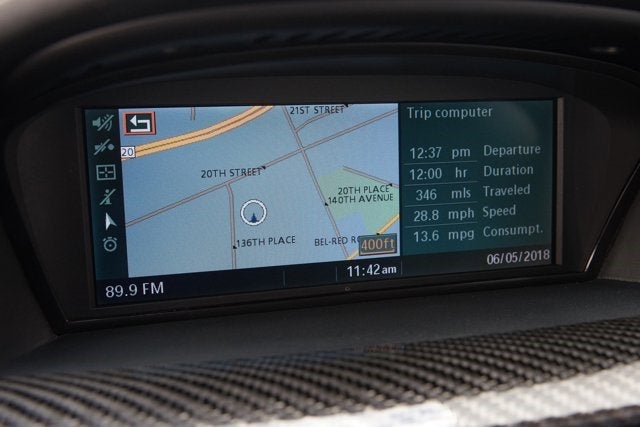 21ST STREET
Trip computer
20
12:37 pm Departure
12:00 hr Duration
20TH STREET
346 mls Traveled
20TH PLACE
140TH AVENUE
28.8 mph Speed
13.6 mpg Consumpt.
136TH PLACE
BEL-RED
400ft
11:42 am
06/05/2018
89.9 FM